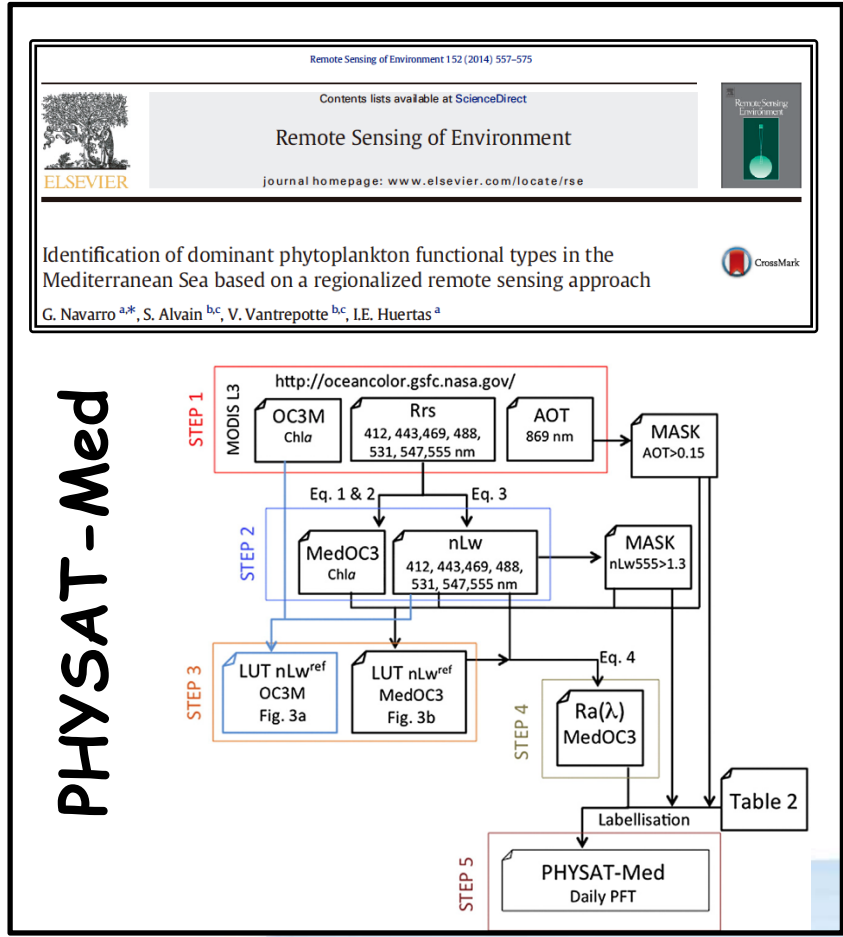 Remote Sensing of Environment 152 (2014) 557–575
Contents lists available at ScienceDirect
Remote Sensing of Environment
journal homepage: www.elsevier.com/locate/rse
ELSEVIER
Remote Sensing
Environment
Identification of dominant phytoplankton functional types in the
Mediterranean Sea based on a regionalized remote sensing approach
CrossMark
G. Navarro a,*, S. Alvain b,c, V. Vantrepotte b,c, I.E. Huertas a
PHYSAT-Med
STEP 1
MODIS L3
http://oceancolor.gsfc.nasa.gov/
OC3M
Chla
Rrs
412, 443,469, 488,
531, 547,555 nm
AOT
869 nm
MASK
AOT>0.15
Eq. 1 & 2
Eq. 3
STEP 2
MedOC3
Chla
nLw
412, 443,469, 488,
531, 547,555 nm
MASK
nLw555>1.3
STEP 3
LUT nLwref
OC3M
Fig. 3a
LUT nLwref
MedOC3
Fig. 3b
Eq. 4
STEP 4
Ra(λ)
MedOC3
Table 2
Labellisation
STEP 5
PHYSAT-Med
Daily PFT